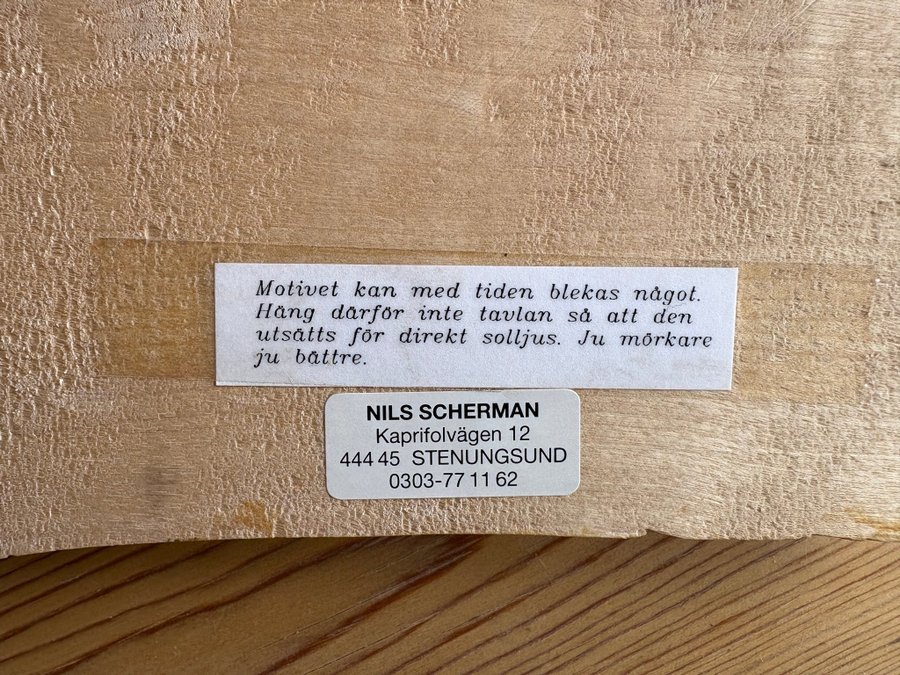 Motivet kan med tiden blekas något.
Häng därför inte tavlan så att den
utsätts för direkt solljus. Ju mörkare
ju bättre.
NILS SCHERMAN
Kaprifolvägen 12
444 45 STENUNGSUND
0303-77 11 62